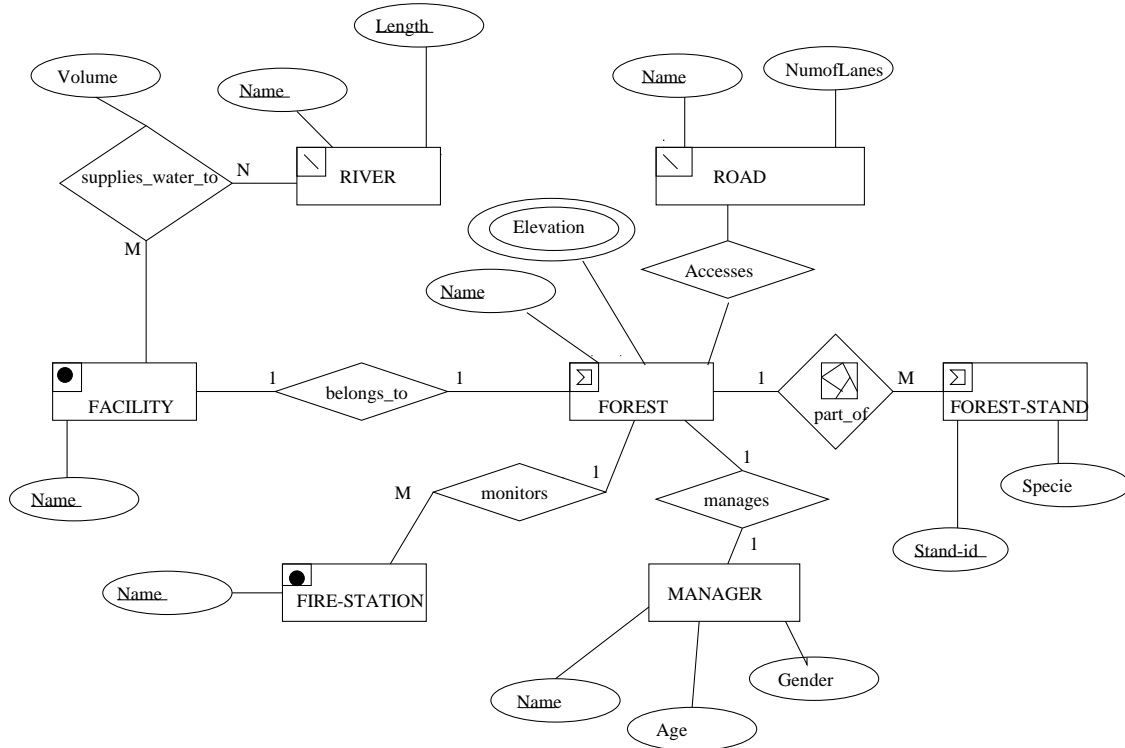 Length
Volume
Name
Name
NumofLanes
supplies_water_to
N
RIVER
ROAD
M
Elevation
Accesses
Name
FACILITY
1
belongs_to
1
FOREST
1
part_of
M
FOREST-STAND
Name
M
monitors
1
1
manages
1
Specie
Stand-id
Name
FIRE-STATION
MANAGER
Name
Age
Gender